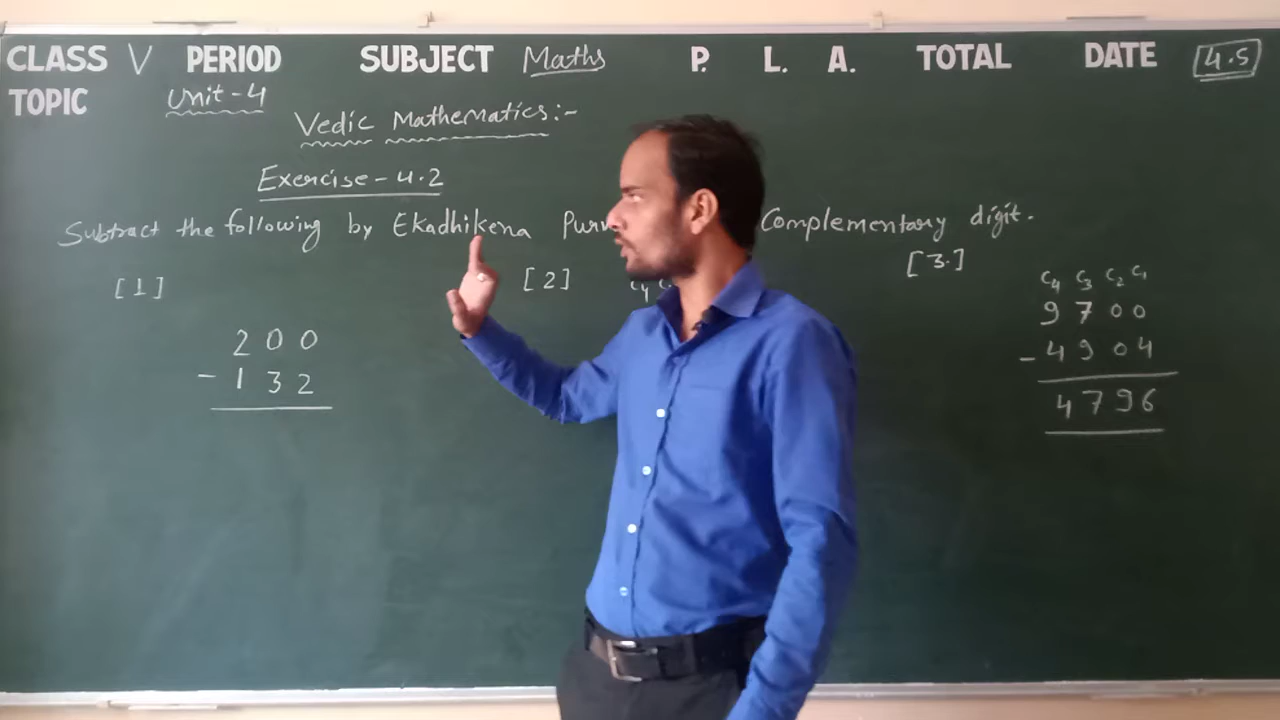 CLASS V PERIOD SUBJECT Maths P. L. A. TOTAL DATE 4.5
TOPIC Unit-4
Vedic Mathematics:-
Exercise-4.2
Subtract the following by Ekadhikena Complementary digit.
[1] [2] [3.]
C4 C3 C2 C1
9 7 0 0
- 4 9 0 4
4 7 9 6
2 0 0
- 1 3 2